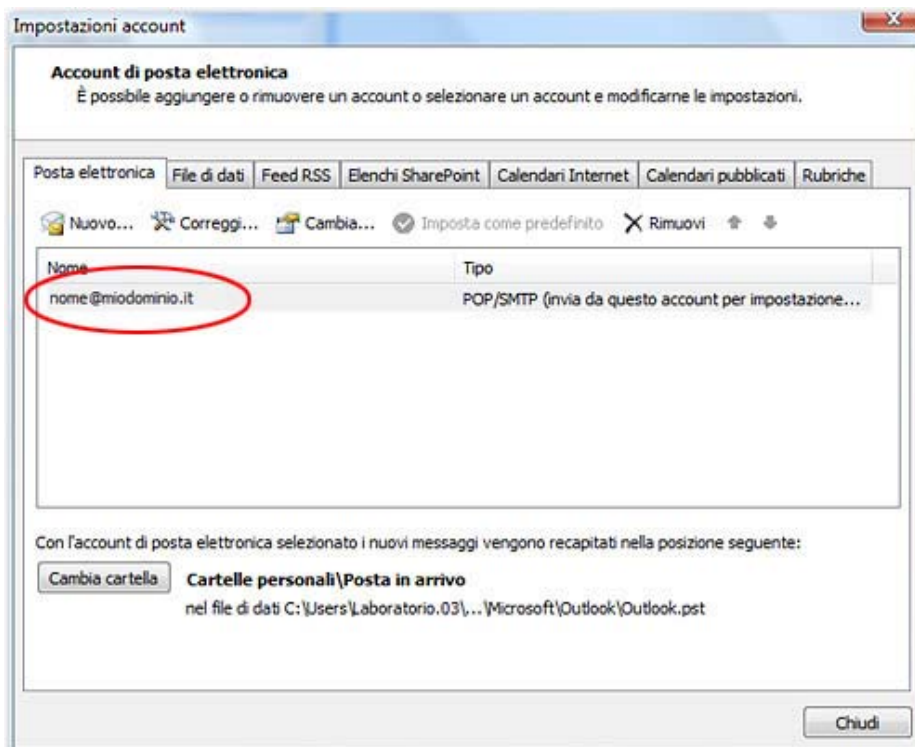 Impostazioni account
Account di posta elettronica
È possibile aggiungere o rimuovere un account o selezionare un account e modificarne le impostazioni.
Posta elettronica File di dati Feed RSS Elenchi SharePoint Calendari Internet Calendari pubblicati Rubriche
Nuovo... Correggi... Cambia... Imposta come predefinito Rimuovi
Nome Tipo
nome@miodominio.it POP/SMTP (invia da questo account per impostazione...
Con l'account di posta elettronica selezionato i nuovi messaggi vengono recapitati nella posizione seguente:
Cambia cartella Cartelle personali\Posta in arrivo
nel file di dati C:\Users\Laboratorio.03\...\Microsoft\Outlook\Outlook.pst
Chiudi